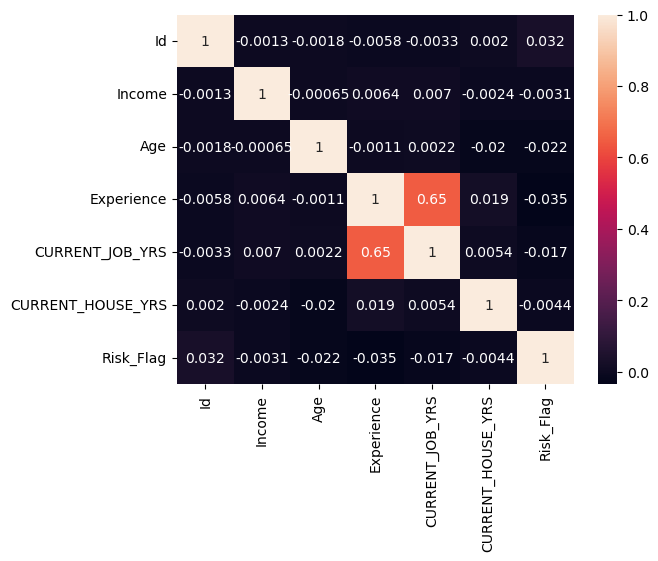 Id 1 -0.0013 -0.0018 -0.0058 -0.0033 0.002 0.032
Income -0.0013 1 -0.00065 0.0064 0.007 -0.0024 -0.0031
Age -0.0018 -0.00065 1 -0.0011 0.0022 -0.02 -0.022
Experience -0.0058 0.0064 -0.0011 1 0.65 0.019 -0.035
CURRENT_JOB_YRS -0.0033 0.007 0.0022 0.65 1 0.0054 -0.017
CURRENT_HOUSE_YRS 0.002 -0.0024 -0.02 0.019 0.0054 1 -0.0044
Risk_Flag 0.032 -0.0031 -0.022 -0.035 -0.017 -0.0044 1
Id
Income
Age
Experience
CURRENT_JOB_YRS
CURRENT_HOUSE_YRS
Risk_Flag
1.0
0.8
0.6
0.4
0.2
0.0